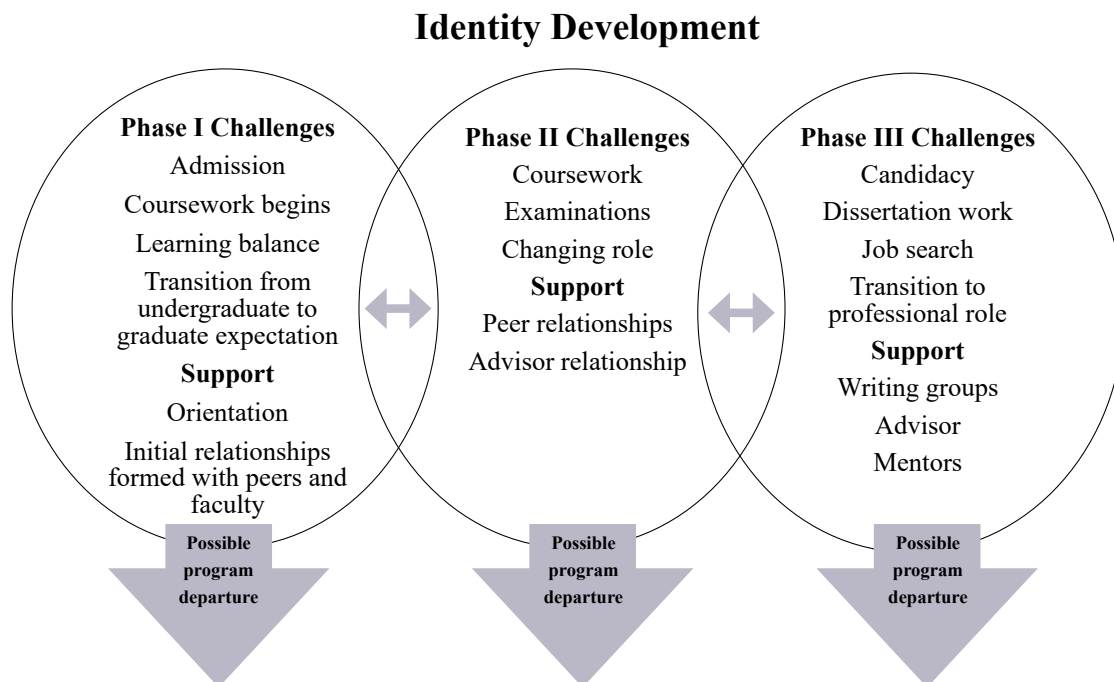 Identity Development
Phase I Challenges
Admission
Coursework begins
Learning balance
Transition from
undergraduate to
graduate expectation
Support
Orientation
Initial relationships
formed with peers and
faculty
Possible
program
departure
Phase II Challenges
Coursework
Examinations
Changing role
Support
Peer relationships
Advisor relationship
Possible
program
departure
Phase III Challenges
Candidacy
Dissertation work
Job search
Transition to
professional role
Support
Writing groups
Advisor
Mentors
Possible
program
departure